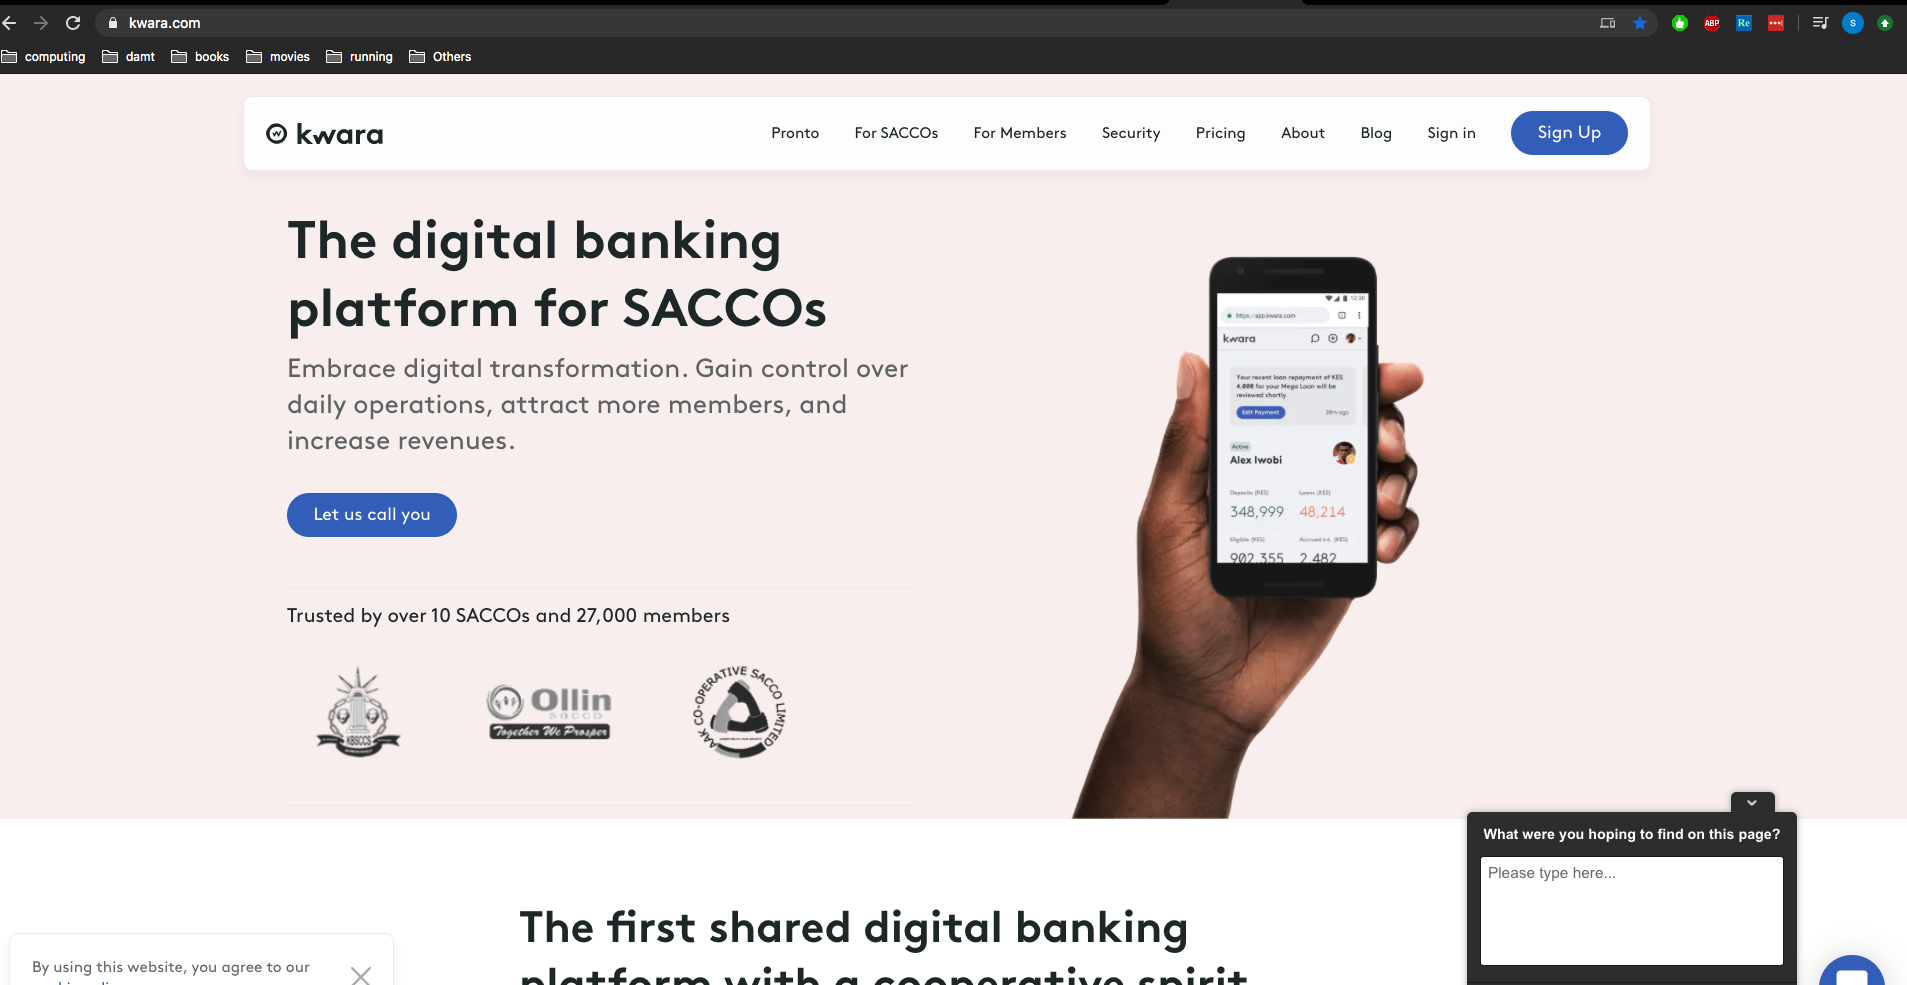 kwara.com
ABP
Re
S
computing
damt
books
movies
running
Others
kwara
Pronto
For SACCOs
For Members
Security
Pricing
About
Blog
Sign in
Sign Up
The digital banking
platform for SACCOs
Embrace digital transformation. Gain control over
daily operations, attract more members, and
increase revenues.
Let us call you
12:30
https://app.kwara.com
kwara
Your recent loan repayment of KES
4,000 for your Mega Loan will be
reviewed shortly
Edit Payment
20m ago
Active
Alex Iwobi
Deposits (KES)
Loans (KES)
348,999
48,214
Eligible (KES)
Accrued int. (KES)
902,355
2,482
Trusted by over 10 SACCOs and 27,000 members
KBSCCS
Ollin
sacco
Together We Prosper
AAK CO-OPERATIVE SACCO LIMITED
What were you hoping to find on this page?
Please type here...
The first shared digital banking
platform with a cooperative spirit
By using this website, you agree to our